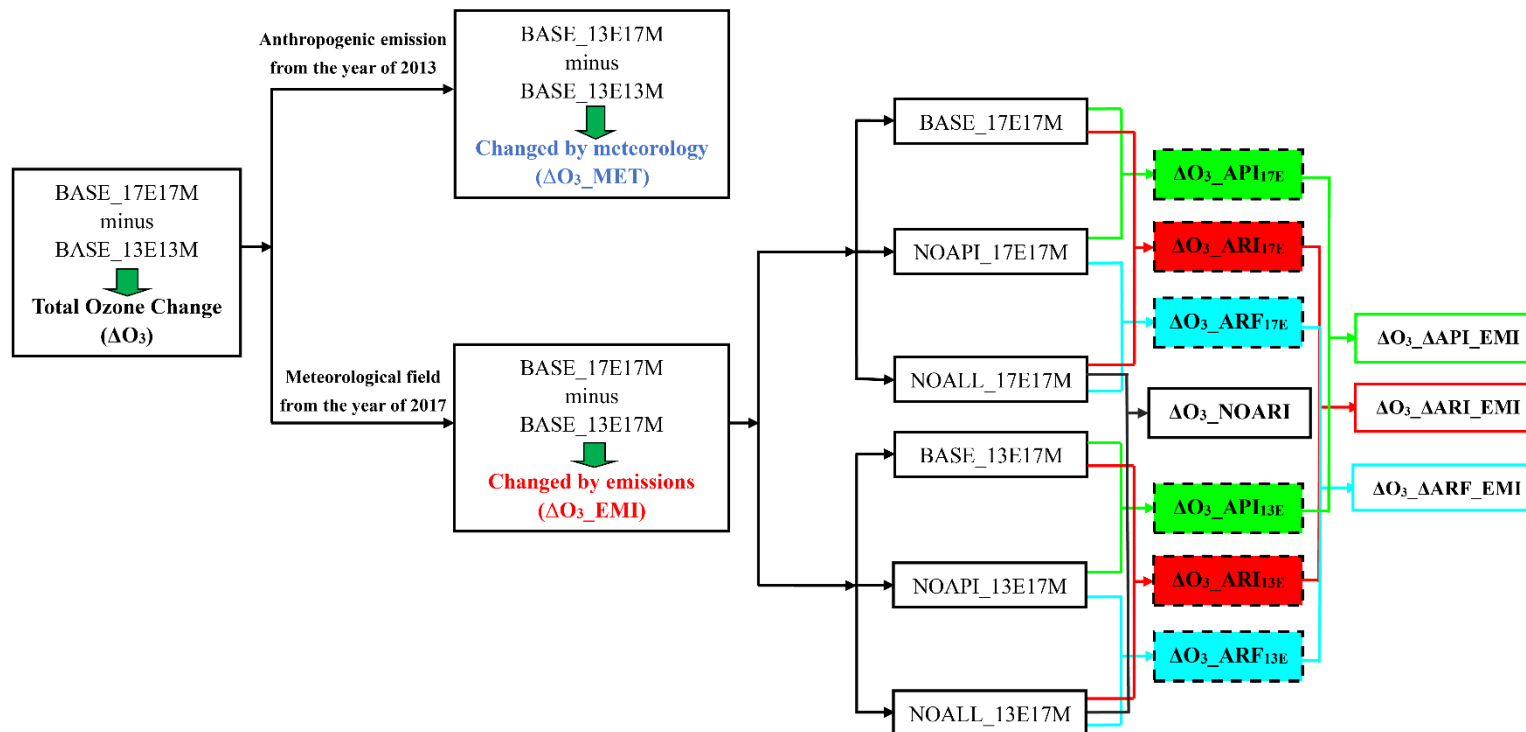 BASE_17E17M
minus
BASE_13E13M
Total Ozone Change
(ΔO₃)
Anthropogenic emission
from the year of 2013
BASE_13E17M
minus
BASE_13E13M
Changed by meteorology
(ΔO₃_MET)
Meteorological field
from the year of 2017
BASE_17E17M
minus
BASE_13E17M
Changed by emissions
(ΔO₃_EMI)
BASE_17E17M
NOAPI_17E17M
NOALL_17E17M
BASE_13E17M
NOAPI_13E17M
NOALL_13E17M
ΔO₃_API₁₇E
ΔO₃_ARI₁₇E
ΔO₃_ARF₁₇E
ΔO₃_NOARI
ΔO₃_API₁₃E
ΔO₃_ARI₁₃E
ΔO₃_ARF₁₃E
ΔO₃_ΔAPI_EMI
ΔO₃_ΔARI_EMI
ΔO₃_ΔARF_EMI